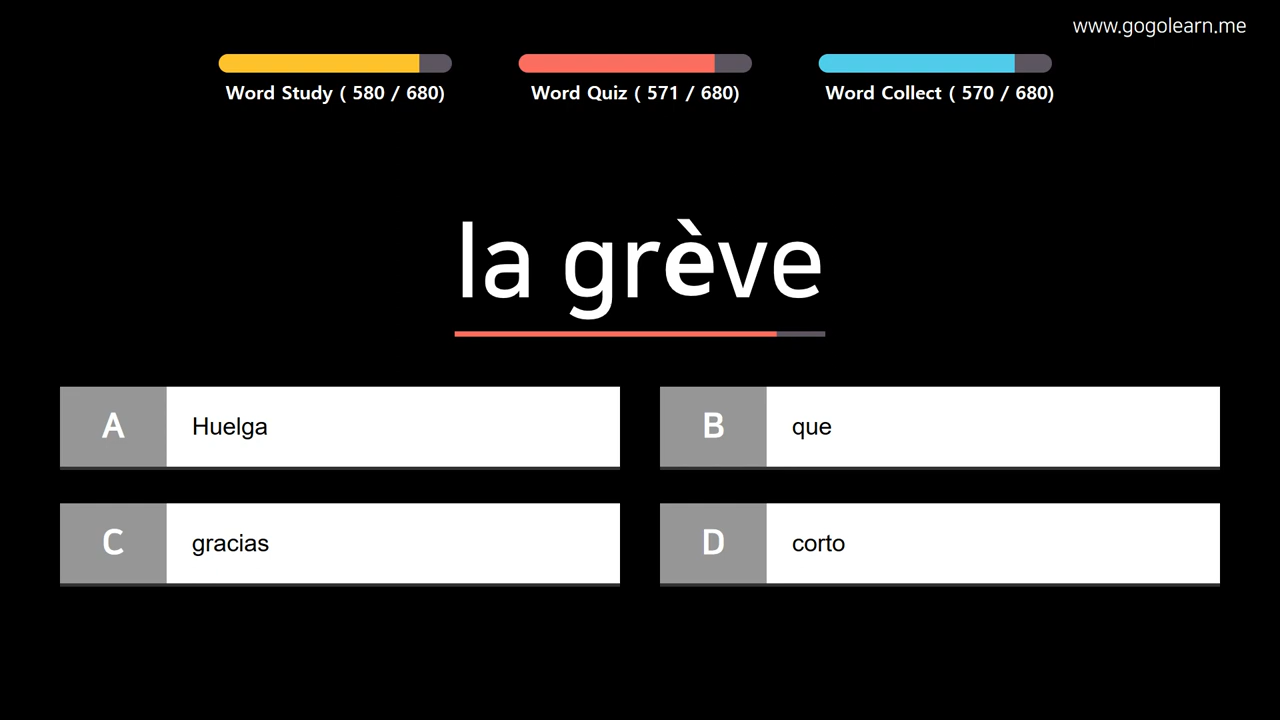 www.gogolearn.me
Word Study ( 580 / 680)
Word Quiz ( 571 / 680)
Word Collect ( 570 / 680)
la grève
A Huelga
B que
C gracias
D corto